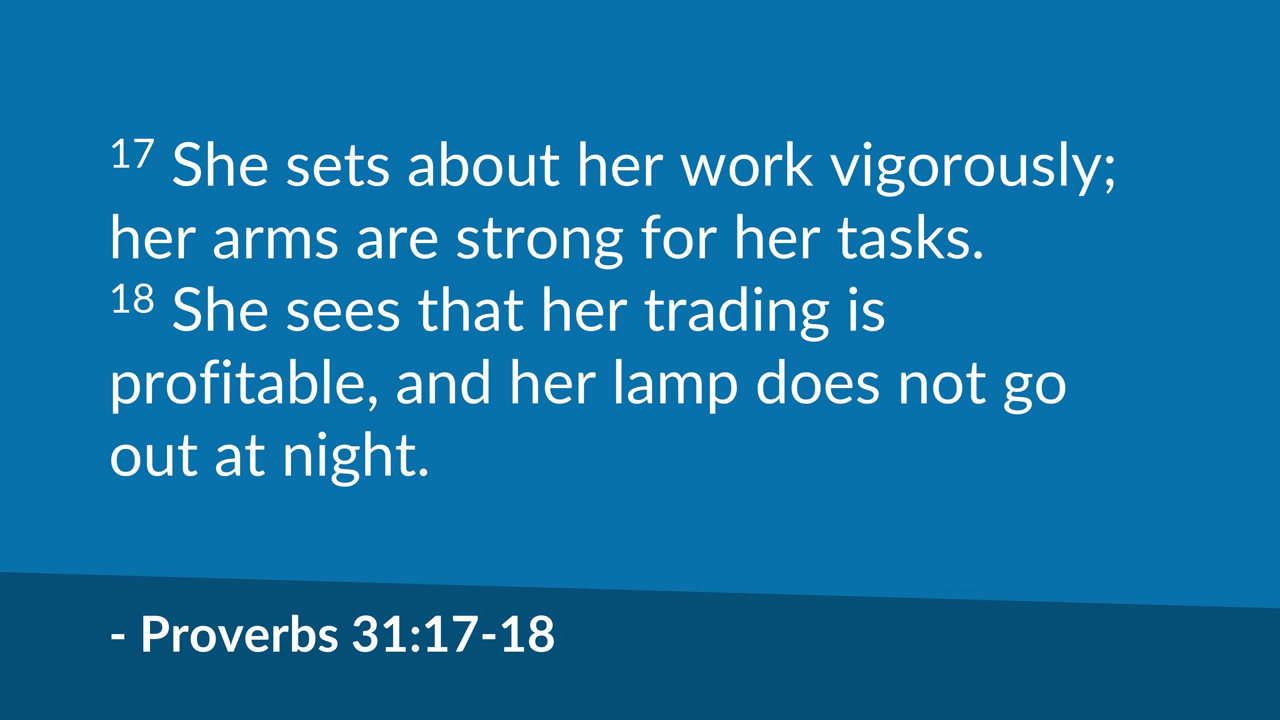 17 She sets about her work vigorously;
her arms are strong for her tasks.
18 She sees that her trading is
profitable, and her lamp does not go
out at night.
- Proverbs 31:17-18